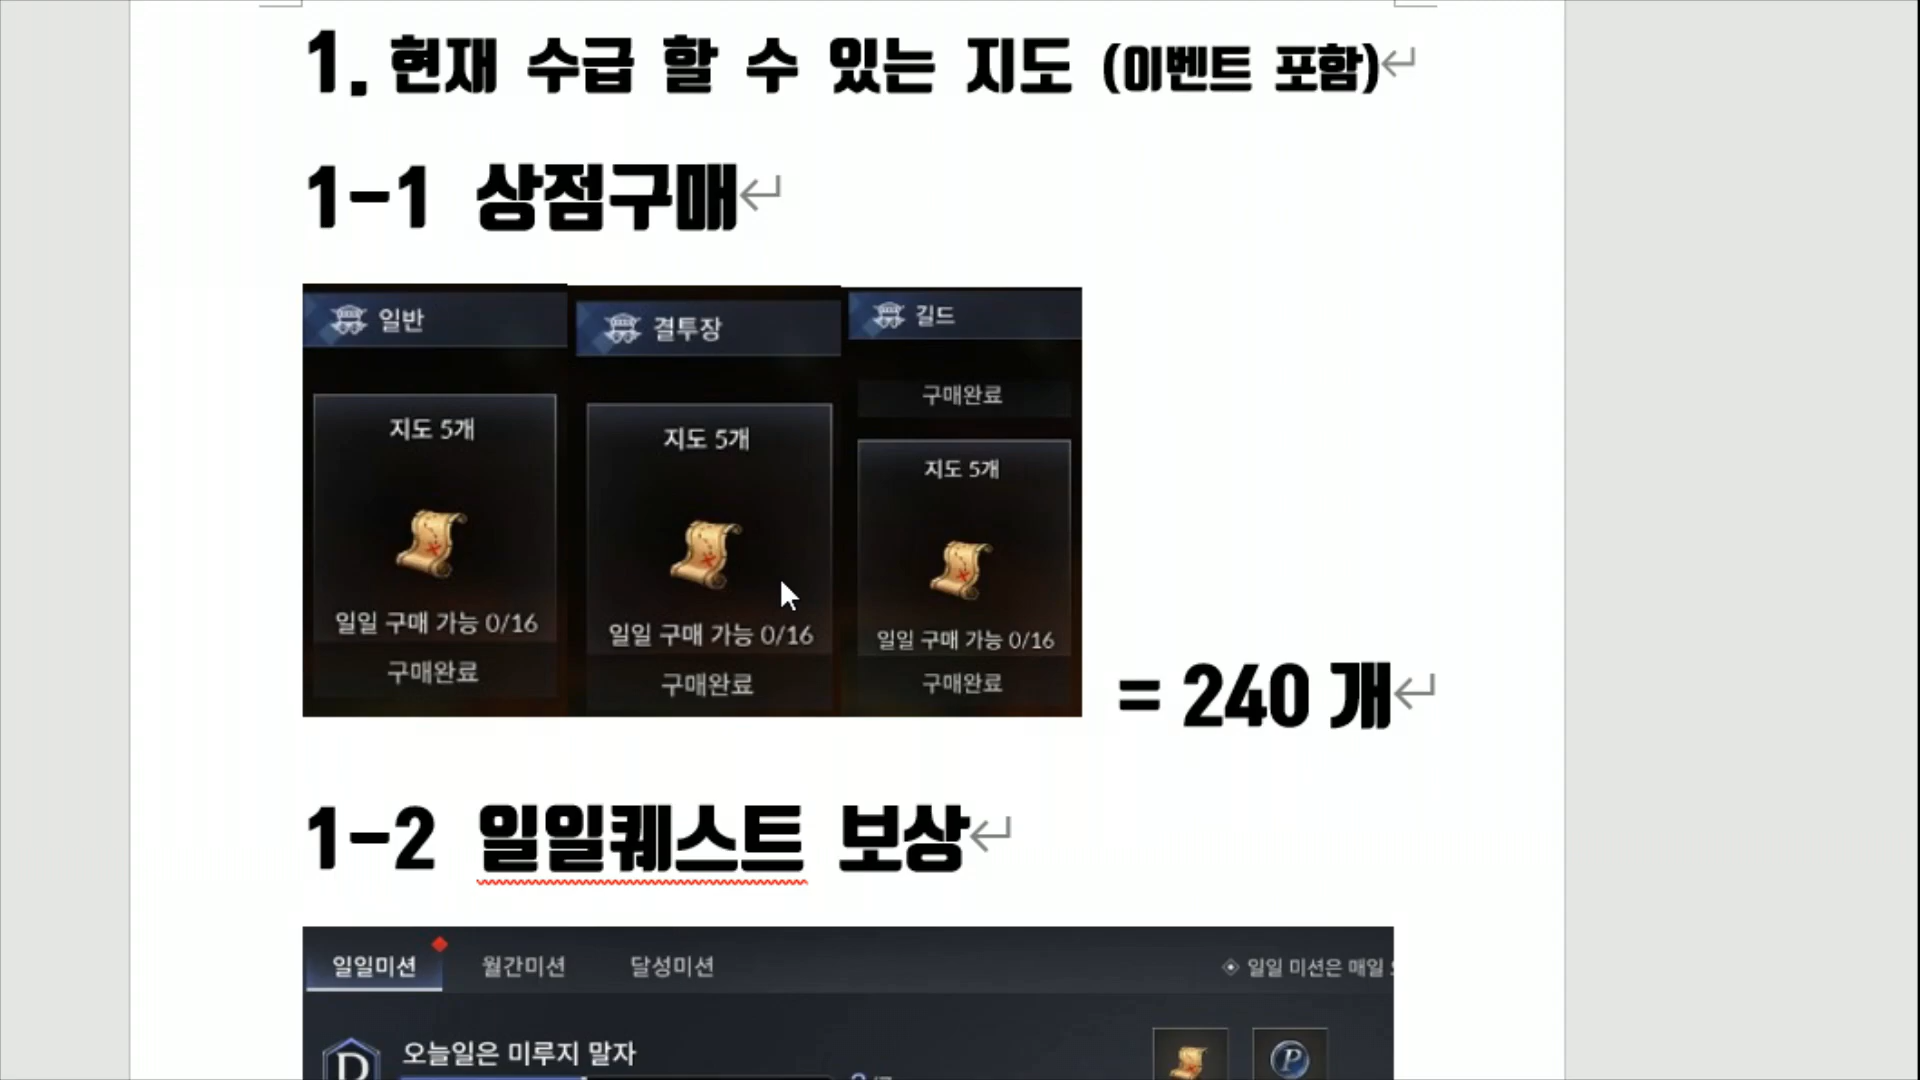 1. 현재 수급 할 수 있는 지도 (이벤트 포함)
1-1 상점구매
일반
지도 5개
일일 구매 가능 0/16
구매완료
결투장
지도 5개
일일 구매 가능 0/16
구매완료
길드
구매완료
지도 5개
일일 구매 가능 0/16
구매완료
= 240 개
1-2 일일퀘스트 보상
일일미션 월간미션 달성미션 일일 미션은 매일
D 오늘일은 미루지 말자 P